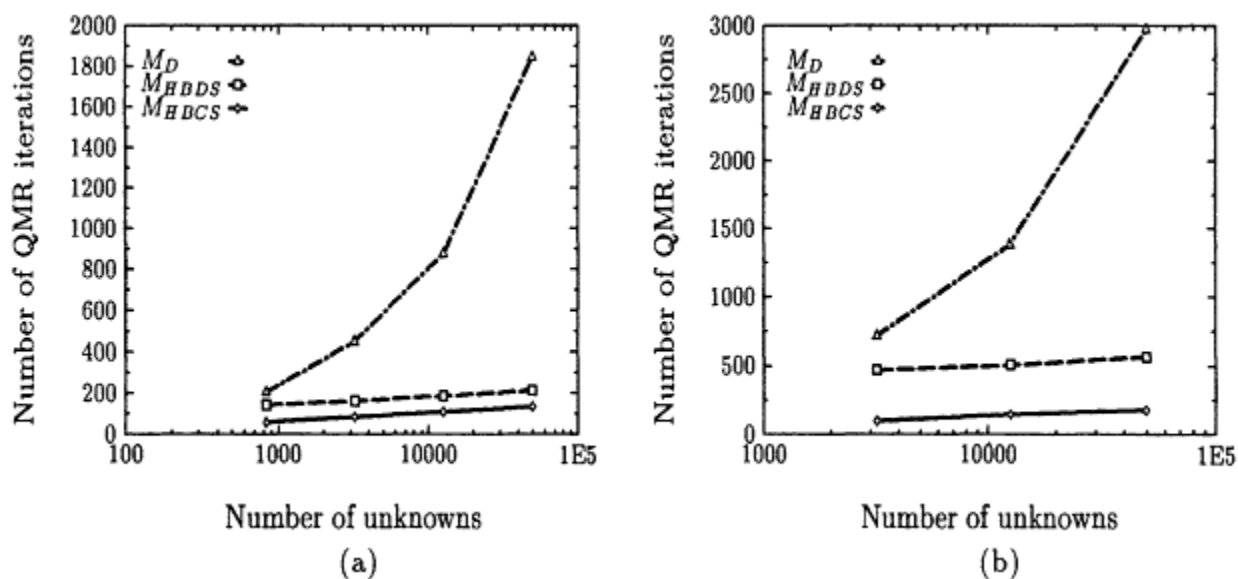 Number of QMR iterations
2000
1800
1600
1400
1200
1000
800
600
400
200
0
M_D
M_HBDS
M_HBCS
100
1000
10000
1E5
Number of unknowns
(a)
Number of QMR iterations
3000
2500
2000
1500
1000
500
0
M_D
M_HBDS
M_HBCS
1000
10000
1E5
Number of unknowns
(b)